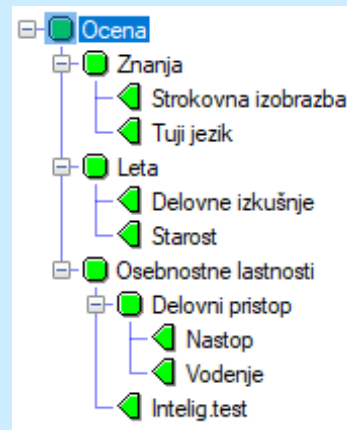 Ocena
Znanja
Strokovna izobrazba
Tuji jezik
Leta
Delovne izkušnje
Starost
Osebnostne lastnosti
Delovni pristop
Nastop
Vodenje
Intelig.test